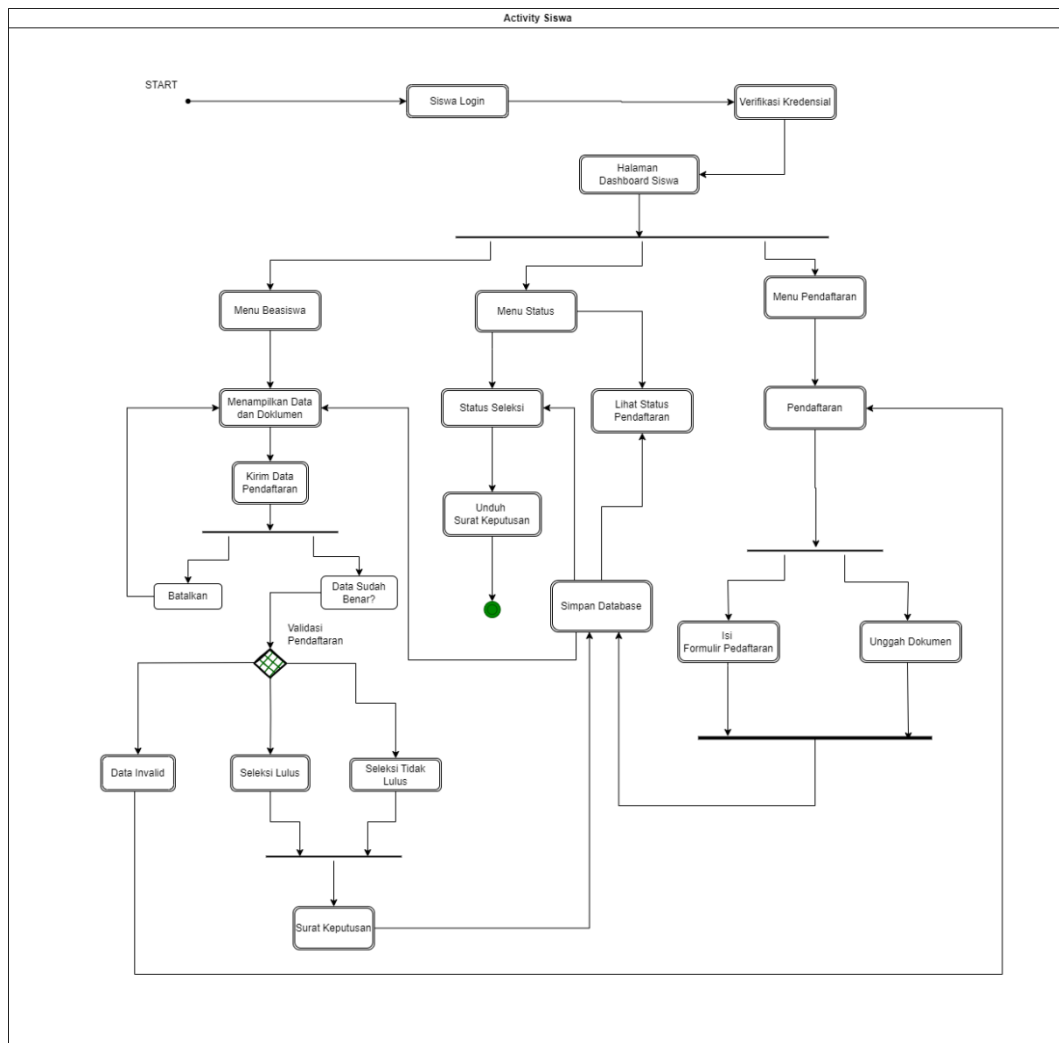 Activity Siswa
START
Siswa Login
Verifikasi Kredensial
Halaman
Dashboard Siswa
Menu Beasiswa
Menu Status
Menu Pendaftaran
Menampilkan Data
dan Doklumen
Status Seleksi
Lihat Status
Pendaftaran
Pendaftaran
Kirim Data
Pendaftaran
Unduh
Surat Keputusan
Batalkan
Data Sudah
Benar?
Simpan Database
Validasi
Pendaftaran
Isi
Formulir Pedaftaran
Unggah Dokumen
Data Invalid
Seleksi Lulus
Seleksi Tidak
Lulus
Surat Keputusan